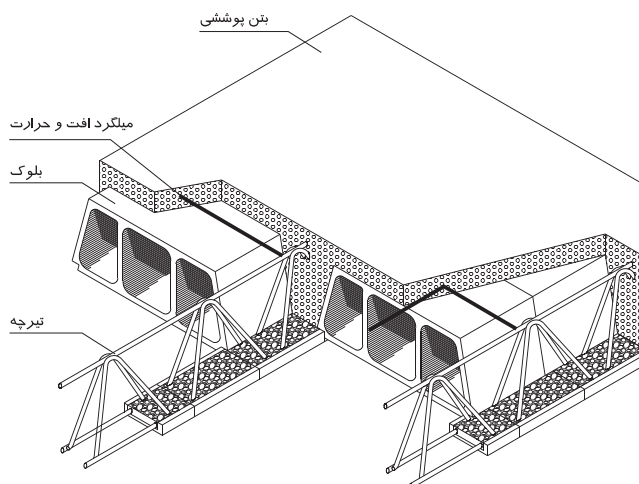 بتن پوششی
میلگرد افت و حرارت
بلوک
تیرچه